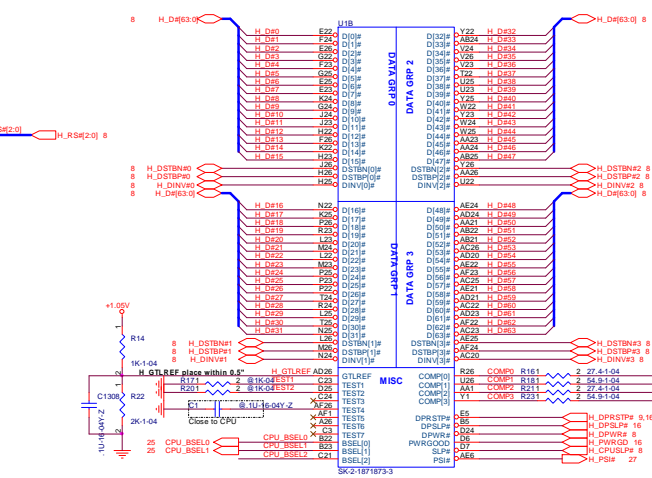 U1B
8 H_D#[63:0]
H_D#[63:0] 8
H_D#0 E22 D[0]# D[32]# Y22 H_D#32
H_D#1 F24 D[1]# D[33]# AB24 H_D#33
H_D#2 E26 D[2]# D[34]# V24 H_D#34
H_D#3 G22 D[3]# D[35]# V26 H_D#35
H_D#4 F23 D[4]# D[36]# V23 H_D#36
H_D#5 G25 D[5]# D[37]# T22 H_D#37
H_D#6 E25 D[6]# D[38]# U25 H_D#38
H_D#7 E23 D[7]# D[39]# U23 H_D#39
H_D#8 K24 D[8]# D[40]# Y25 H_D#40
H_D#9 G24 D[9]# D[41]# W22 H_D#41
H_D#10 J24 D[10]# D[42]# Y23 H_D#42
H_D#11 J23 D[11]# D[43]# W24 H_D#43
H_D#12 H22 D[12]# D[44]# W25 H_D#44
H_D#13 F26 D[13]# D[45]# AA23 H_D#45
H_D#14 K22 D[14]# D[46]# AA24 H_D#46
H_D#15 H23 D[15]# D[47]# AB25 H_D#47
DATA GRP 0
DATA GRP 2
H_RS#[2:0] 8
8 H_DSTBN#0 J26 DSTBN[0]# DSTBN[2]# Y26 H_DSTBN#2 8
8 H_DSTBP#0 H26 DSTBP[0]# DSTBP[2]# AA26 H_DSTBP#2 8
8 H_DINV#0 H25 DINV[0]# DINV[2]# U22 H_DINV#2 8
8 H_D#[63:0]
H_D#[63:0] 8
H_D#16 N22 D[16]# D[48]# AE24 H_D#48
H_D#17 K25 D[17]# D[49]# AD24 H_D#49
H_D#18 P26 D[18]# D[50]# AA21 H_D#50
H_D#19 R23 D[19]# D[51]# AB22 H_D#51
H_D#20 L23 D[20]# D[52]# AB21 H_D#52
H_D#21 M24 D[21]# D[53]# AC26 H_D#53
H_D#22 L22 D[22]# D[54]# AD20 H_D#54
H_D#23 M23 D[23]# D[55]# AE22 H_D#55
H_D#24 P25 D[24]# D[56]# AF23 H_D#56
H_D#25 P23 D[25]# D[57]# AC25 H_D#57
H_D#26 P22 D[26]# D[58]# AE21 H_D#58
H_D#27 T24 D[27]# D[59]# AD21 H_D#59
H_D#28 R24 D[28]# D[60]# AC22 H_D#60
H_D#29 L25 D[29]# D[61]# AD23 H_D#61
H_D#30 T25 D[30]# D[62]# AF22 H_D#62
H_D#31 N25 D[31]# D[63]# AC23 H_D#63
DATA GRP 1
DATA GRP 3
8 H_DSTBN#1 L26 DSTBN[1]# DSTBN[3]# AE25 H_DSTBN#3 8
8 H_DSTBP#1 M26 DSTBP[1]# DSTBP[3]# AF24 H_DSTBP#3 8
8 H_DINV#1 N24 DINV[1]# DINV[3]# AC20 H_DINV#3 8
+1.05V
1
R14
1K-1-04
2
H_GTLREF place within 0.5"
H_GTLREF AD26 GTLREF
R171 2 @1K-04 TEST1 C23 TEST1
R201 2 @1K-04 TEST2 D25 TEST2
C24 TEST3
C1 @.1U-16-04Y-Z AF26 TEST4
Close to CPU
AF1 TEST5
A26 TEST6
C3 TEST7
MISC
COMP[0] R26 COMP0 R161 2 27.4-1-04
COMP[1] U26 COMP1 R181 2 54.9-1-04
COMP[2] AA1 COMP2 R211 2 27.4-1-04
COMP[3] Y1 COMP3 R231 2 54.9-1-04
C1308
.1U-16-04Y-Z
1
R22
2K-1-04
2
DPRSTP# E5 H_DPRSTP# 9,16
DPSLP# B5 H_DPSLP# 16
DPWR# D24 H_DPWR# 8
PWRGOOD D6 H_PWRGD 16
SLP# D7 H_CPUSLP# 8
PSI# AE6 H_PSI# 27
25 CPU_BSEL0 CPU_BSEL0 B22 BSEL[0]
25 CPU_BSEL1 CPU_BSEL1 B23 BSEL[1]
CPU_BSEL2 C21 BSEL[2]
SK-2-1871873-3